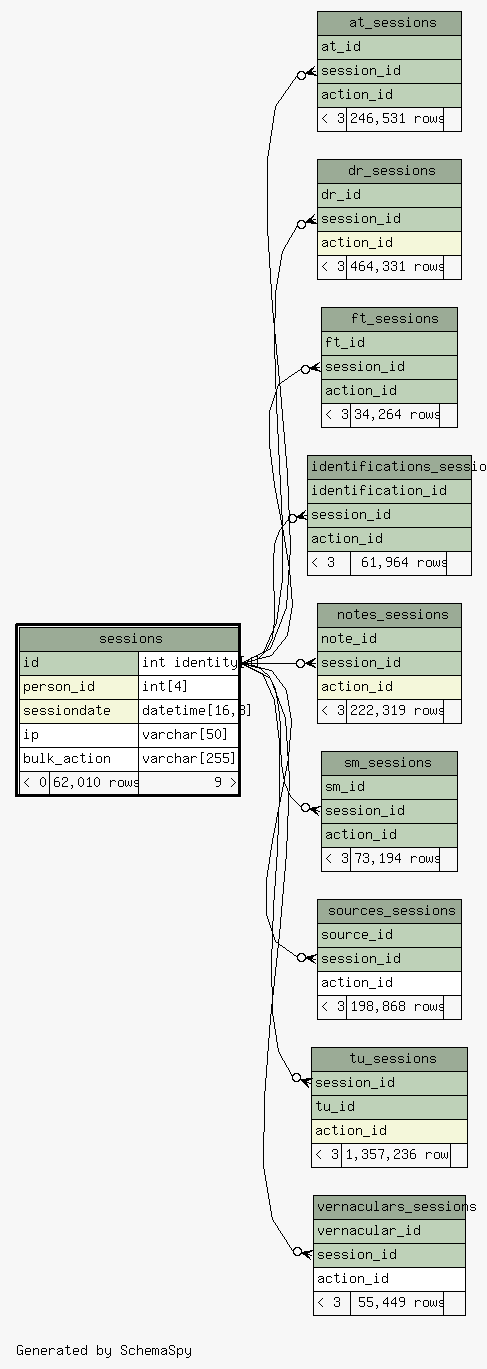 at_sessions
at_id
session_id
action_id
< 3 246,531 rows
dr_sessions
dr_id
session_id
action_id
< 3 464,331 rows
ft_sessions
ft_id
session_id
action_id
< 3 34,264 rows
identifications_sessio
identification_id
session_id
action_id
< 3 61,964 rows
sessions
id int identity
person_id int[4]
sessiondate datetime[16,3]
ip varchar[50]
bulk_action varchar[255]
< 0 62,010 rows 9 >
notes_sessions
note_id
session_id
action_id
< 3 222,319 rows
sm_sessions
sm_id
session_id
action_id
< 3 73,194 rows
sources_sessions
source_id
session_id
action_id
< 3 198,868 rows
tu_sessions
session_id
tu_id
action_id
< 3 1,357,236 row
vernaculars_sessions
vernacular_id
session_id
action_id
< 3 55,449 rows
Generated by SchemaSpy